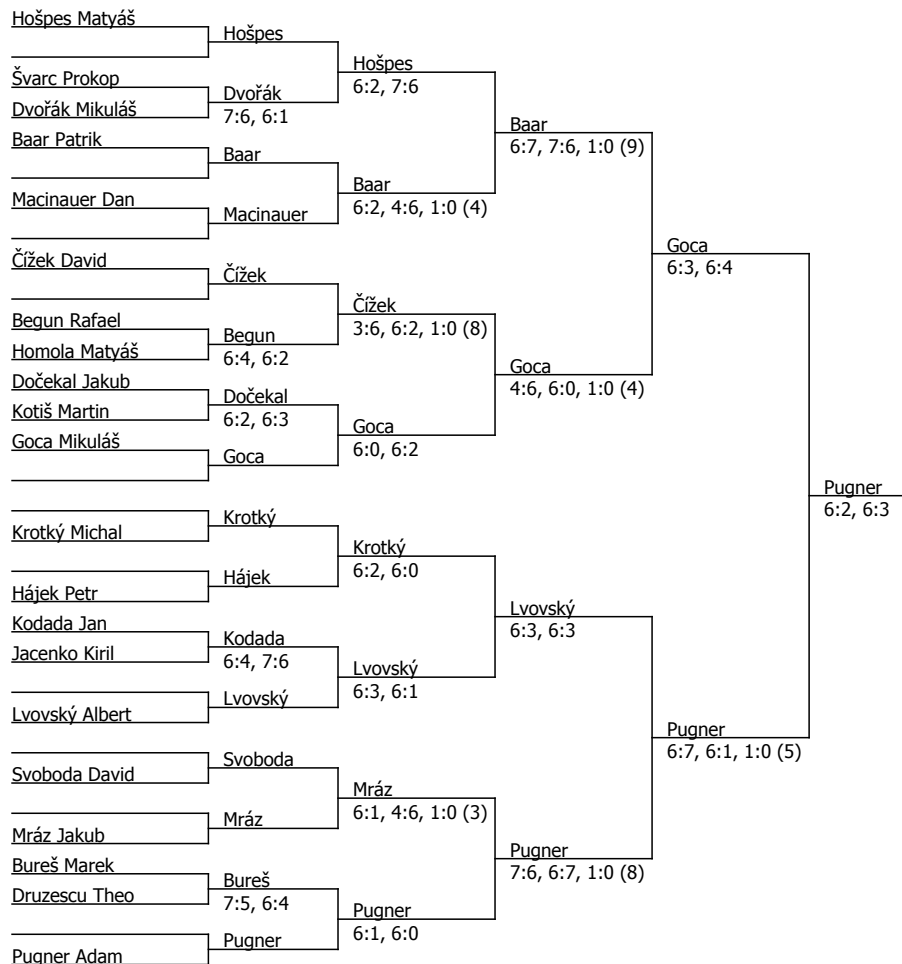 Hošpes Matyáš
Švarc Prokop
Dvořák Mikuláš
Baar Patrik
Macinauer Dan
Čížek David
Begun Rafael
Homola Matyáš
Dočekal Jakub
Kotiš Martin
Goca Mikuláš
Krotký Michal
Hájek Petr
Kodada Jan
Jacenko Kiril
Lvovský Albert
Svoboda David
Mráz Jakub
Bureš Marek
Druzescu Theo
Pugner Adam
Hošpes
Dvořák
7:6, 6:1
Baar
Macinauer
Čížek
Begun
6:4, 6:2
Dočekal
6:2, 6:3
Goca
Krotký
Hájek
Kodada
6:4, 7:6
Lvovský
Svoboda
Mráz
Bureš
7:5, 6:4
Pugner
Hošpes
6:2, 7:6
Baar
6:2, 4:6, 1:0 (4)
Čížek
3:6, 6:2, 1:0 (8)
Goca
6:0, 6:2
Krotký
6:2, 6:0
Lvovský
6:3, 6:1
Mráz
6:1, 4:6, 1:0 (3)
Pugner
6:1, 6:0
Baar
6:7, 7:6, 1:0 (9)
Goca
4:6, 6:0, 1:0 (4)
Lvovský
6:3, 6:3
Pugner
7:6, 6:7, 1:0 (8)
Goca
6:3, 6:4
Pugner
6:7, 6:1, 1:0 (5)
Pugner
6:2, 6:3